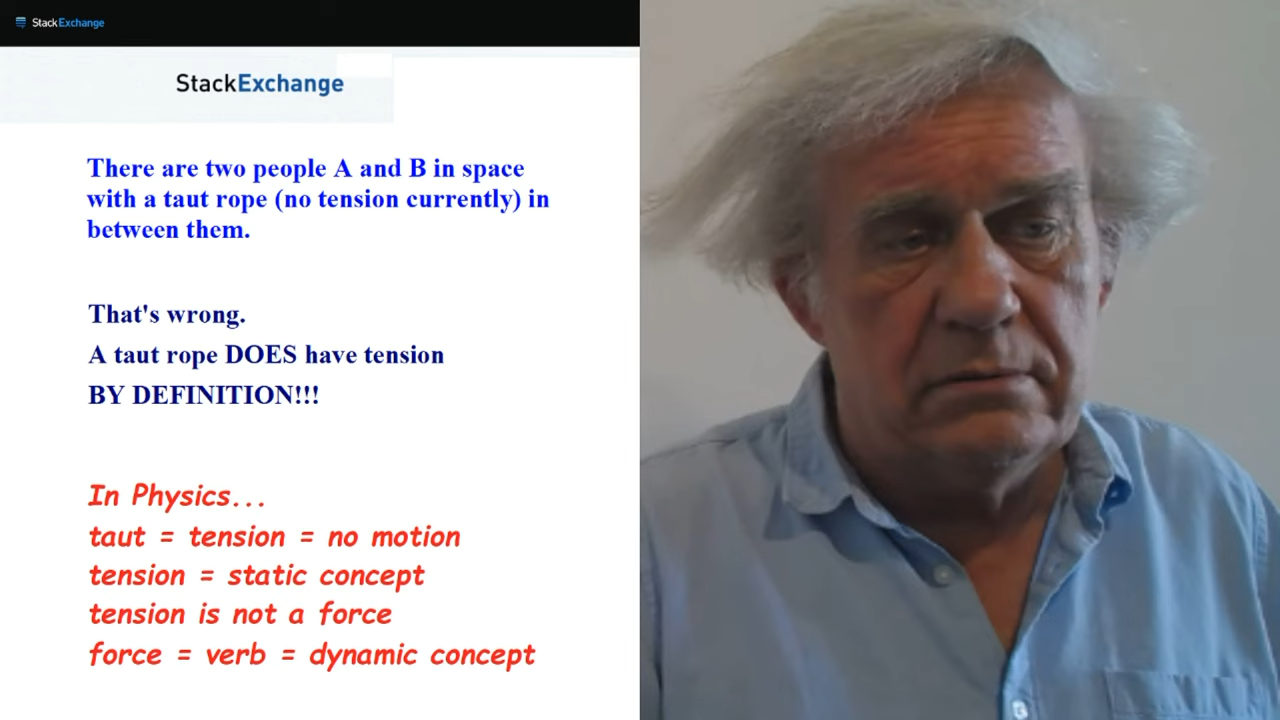 StackExchange
StackExchange
There are two people A and B in space
with a taut rope (no tension currently) in
between them.
That's wrong.
A taut rope DOES have tension
BY DEFINITION!!!
In Physics...
taut = tension = no motion
tension = static concept
tension is not a force
force = verb = dynamic concept